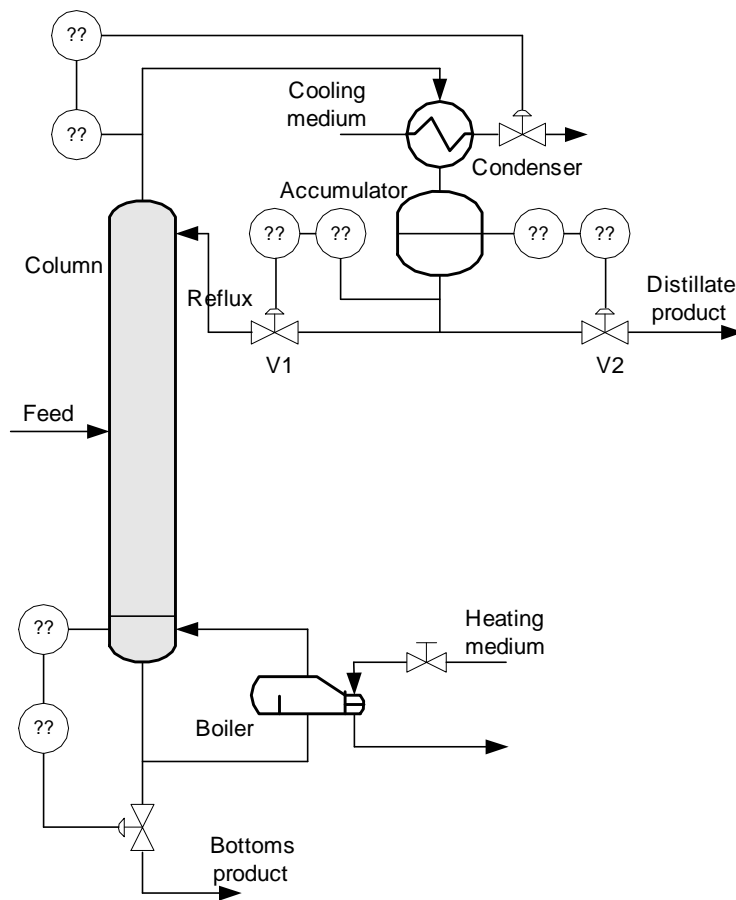 ??
??
Cooling
medium
Condenser
Accumulator
??
??
??
??
Column
Reflux
Distillate
product
V1
V2
Feed
??
Heating
medium
??
Boiler
Bottoms
product